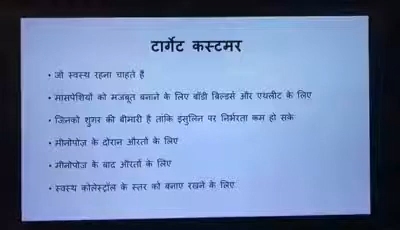 टार्गेट कस्टमर
• जो स्वस्थ रहना चाहते हैं
• मासपेशियों को मजबूत बनाने के लिए बॉडी बिल्डर्स और एथलीट के लिए
• जिनको शुगर की बीमारी है ताकि इंसुलिन पर निर्भरता कम हो सके
• मीनोपोज़ के दौरान औरतों के लिए
• मीनोपोज़ के बाद औरतों के लिए
• स्वस्थ कोलेस्ट्रॉल के स्तर को बनाए रखने के लिए